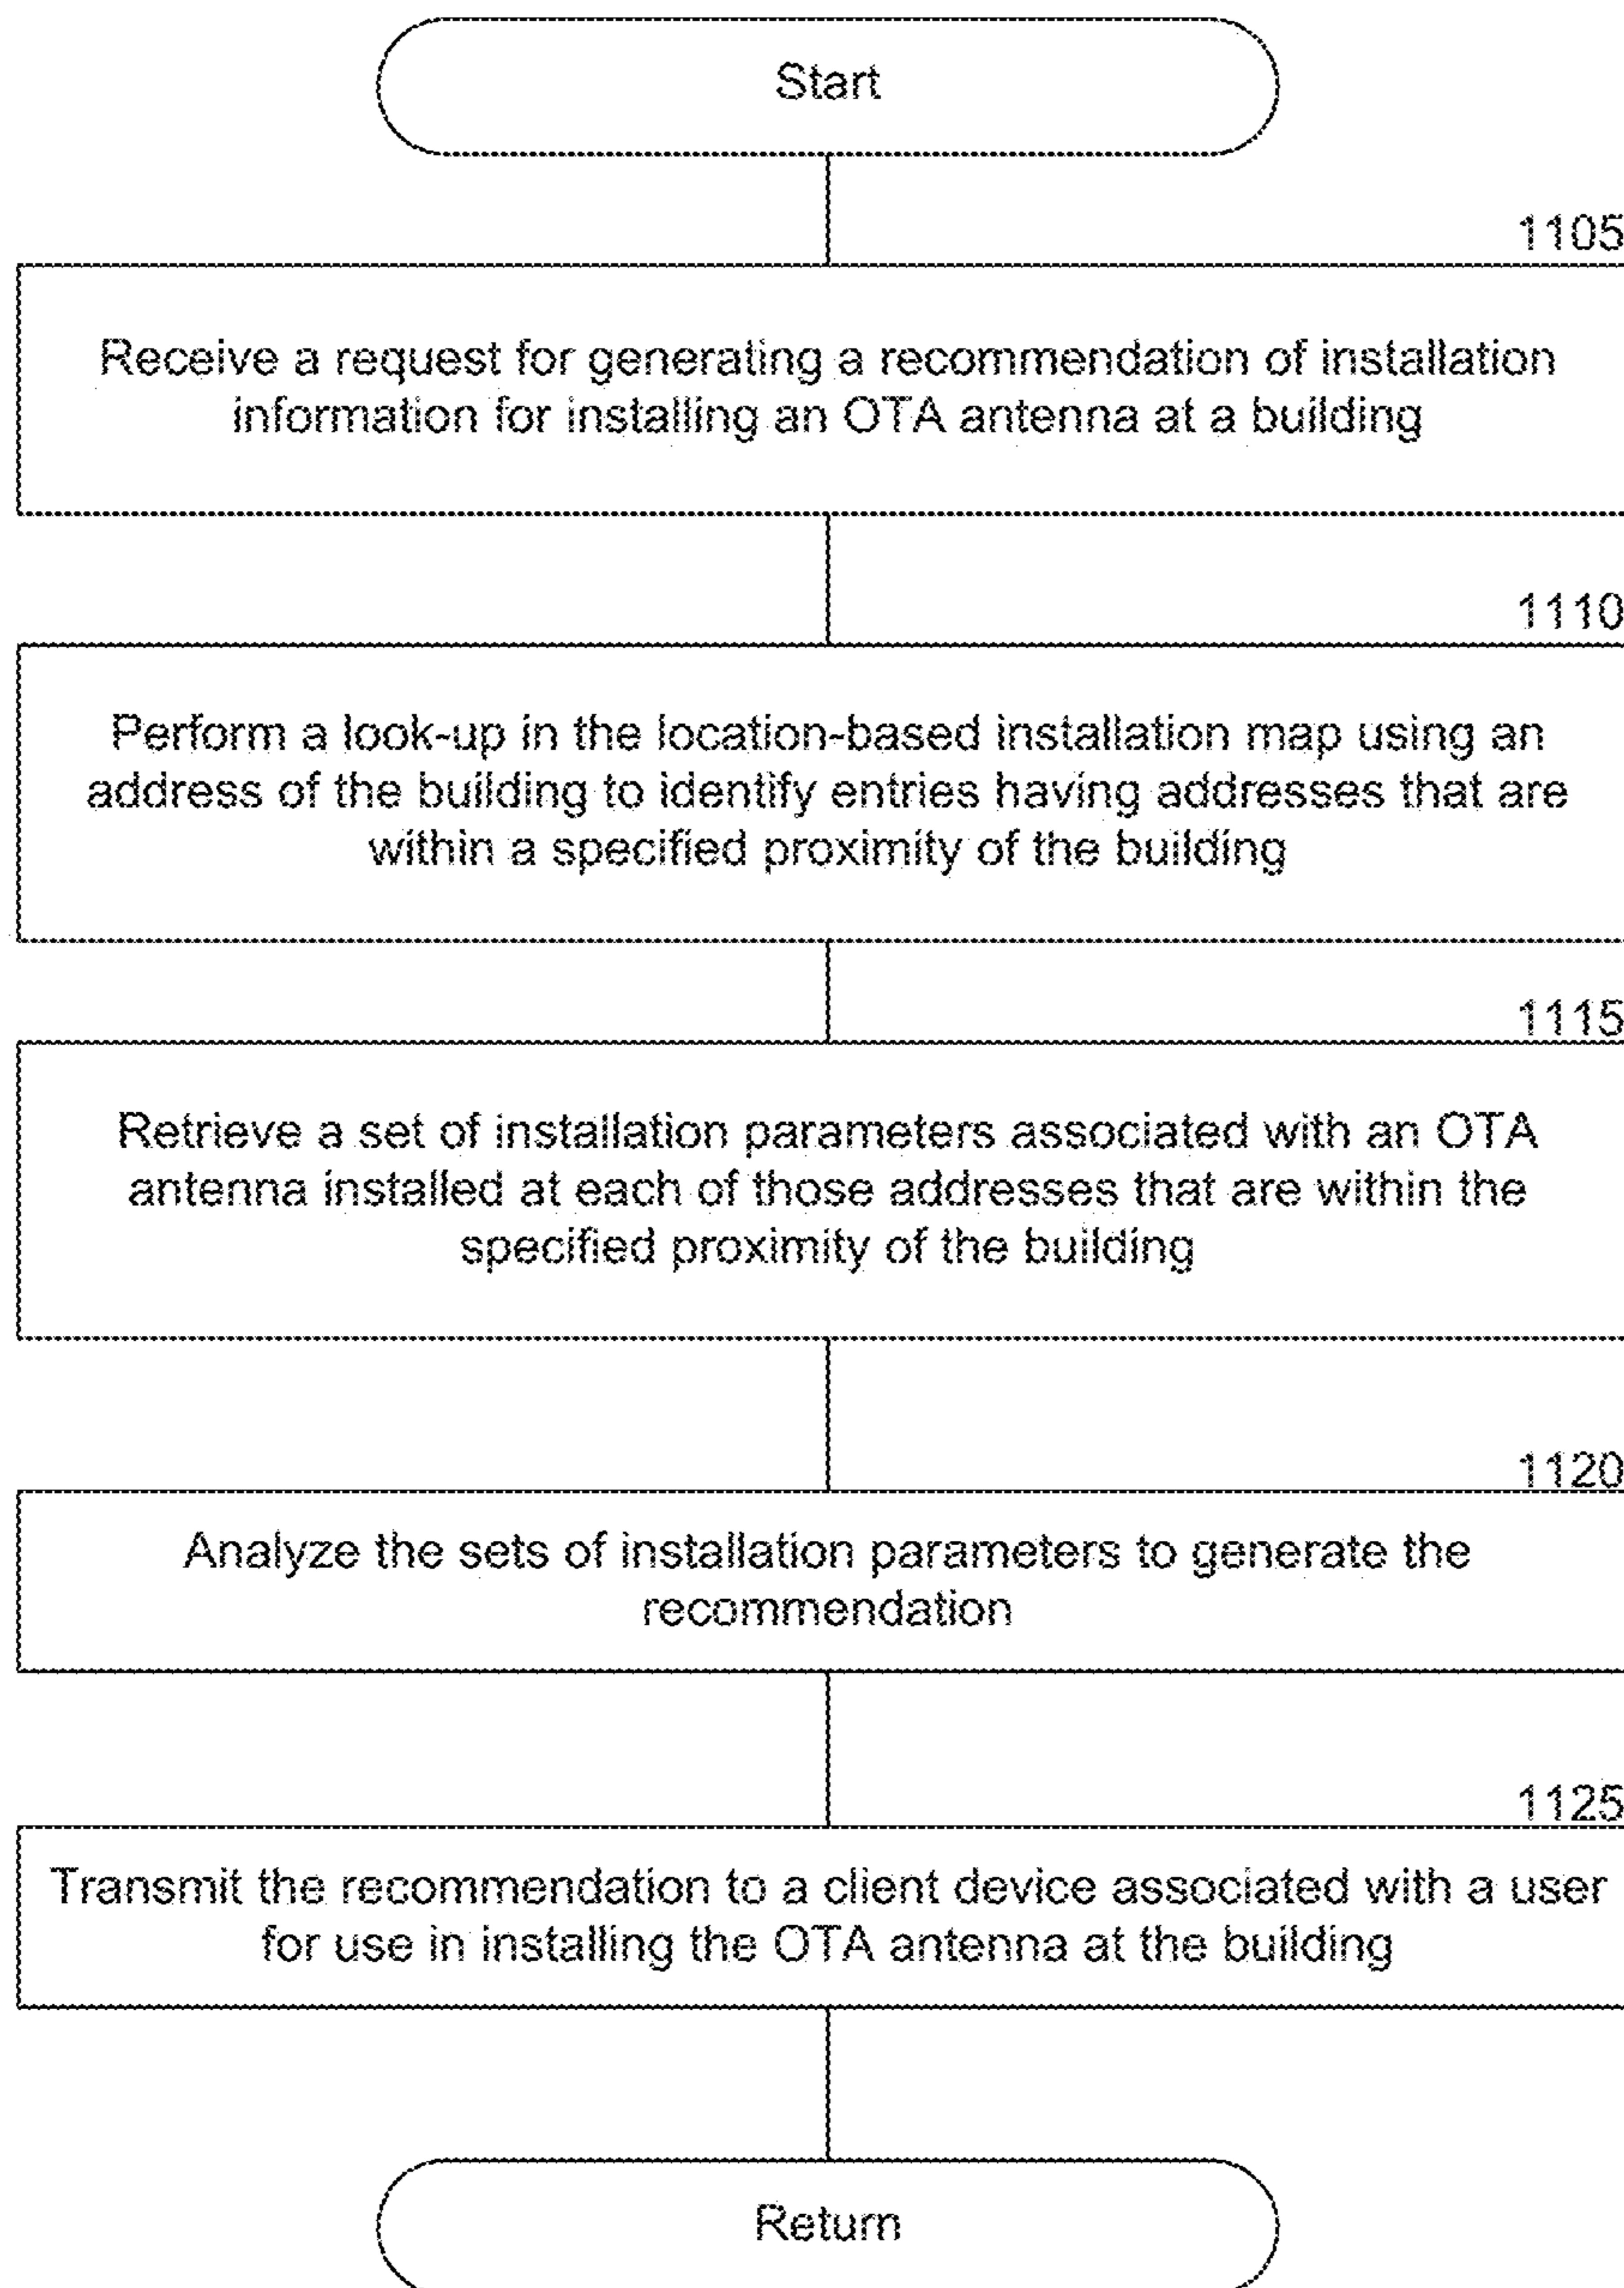 Start
1105
Receive a request for generating a recommendation of installation
information for installing an OTA antenna at a building
1110
Perform a look-up in the location-based installation map using an
address of the building to identify entries having addresses that are
within a specified proximity of the building
1115
Retrieve a set of installation parameters associated with an OTA
antenna installed at each of those addresses that are within the
specified proximity of the building
1120
Analyze the sets of installation parameters to generate the
recommendation
1125
Transmit the recommendation to a client device associated with a user
for use in installing the OTA antenna at the building
Return